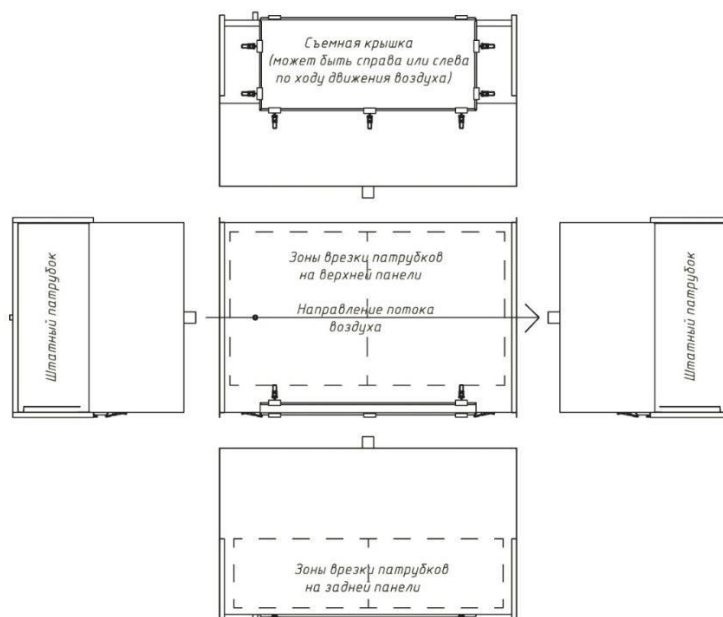 Съемная крышка
(может быть справа или слева
по ходу движения воздуха)
Штатный патрубок
Зоны врезки патрубков
на верхней панели
Направление потока
воздуха
Штатный патрубок
Зоны врезки патрубков
на задней панели